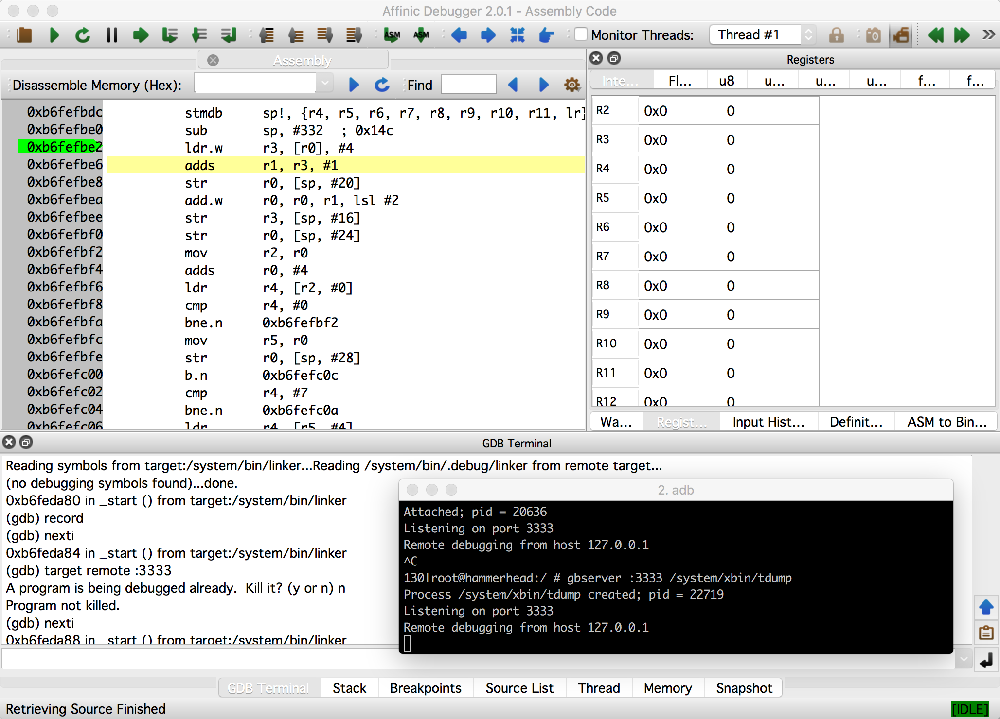 Affinic Debugger 2.0.1 - Assembly Code
ASM ASM Monitor Threads: Thread #1 »
Assembly
Disassemble Memory (Hex): Find
0xb6fefbdc stmdb sp!, {r4, r5, r6, r7, r8, r9, r10, r11, lr}
0xb6fefbe0 sub sp, #332 ; 0x14c
0xb6fefbe2 ldr.w r3, [r0], #4
0xb6fefbe6 adds r1, r3, #1
0xb6fefbe8 str r0, [sp, #20]
0xb6fefbea add.w r0, r0, r1, lsl #2
0xb6fefbee str r3, [sp, #16]
0xb6fefbf0 str r0, [sp, #24]
0xb6fefbf2 mov r2, r0
0xb6fefbf4 adds r0, #4
0xb6fefbf6 ldr r4, [r2, #0]
0xb6fefbf8 cmp r4, #0
0xb6fefbfa bne.n 0xb6fefbf2
0xb6fefbfc mov r5, r0
0xb6fefbfe str r0, [sp, #28]
0xb6fefc00 b.n 0xb6fefc0c
0xb6fefc02 cmp r4, #7
0xb6fefc04 bne.n 0xb6fefc0a
0xb6fefc06 ldr r4, [r5, #4]
Registers
Inte... Fl... u8 u... u... u... f... f...
R2 0x0 0
R3 0x0 0
R4 0x0 0
R5 0x0 0
R6 0x0 0
R7 0x0 0
R8 0x0 0
R9 0x0 0
R10 0x0 0
R11 0x0 0
R12 0x0 0
Wa... Regist... Input Hist... Definit... ASM to Bin...
GDB Terminal
Reading symbols from target:/system/bin/linker...Reading /system/bin/.debug/linker from remote target...
(no debugging symbols found)...done.
0xb6feda80 in _start () from target:/system/bin/linker
(gdb) record
(gdb) nexti
0xb6feda84 in _start () from target:/system/bin/linker
(gdb) target remote :3333
A program is being debugged already.  Kill it? (y or n) n
Program not killed.
(gdb) nexti
0xb6feda88 in _start () from target:/system/bin/linker
2. adb
Attached; pid = 20636
Listening on port 3333
Remote debugging from host 127.0.0.1
^C
130|root@hammerhead:/ # gbserver :3333 /system/xbin/tdump
Process /system/xbin/tdump created; pid = 22719
Listening on port 3333
Remote debugging from host 127.0.0.1
GDB Terminal Stack Breakpoints Source List Thread Memory Snapshot
Retrieving Source Finished [IDLE]